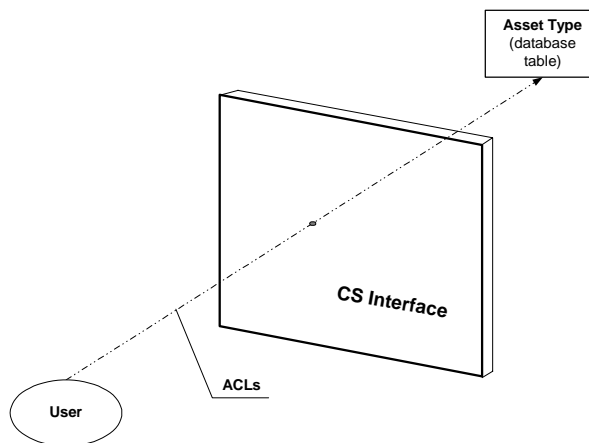 Asset Type
(database
table)
CS Interface
ACLs
User